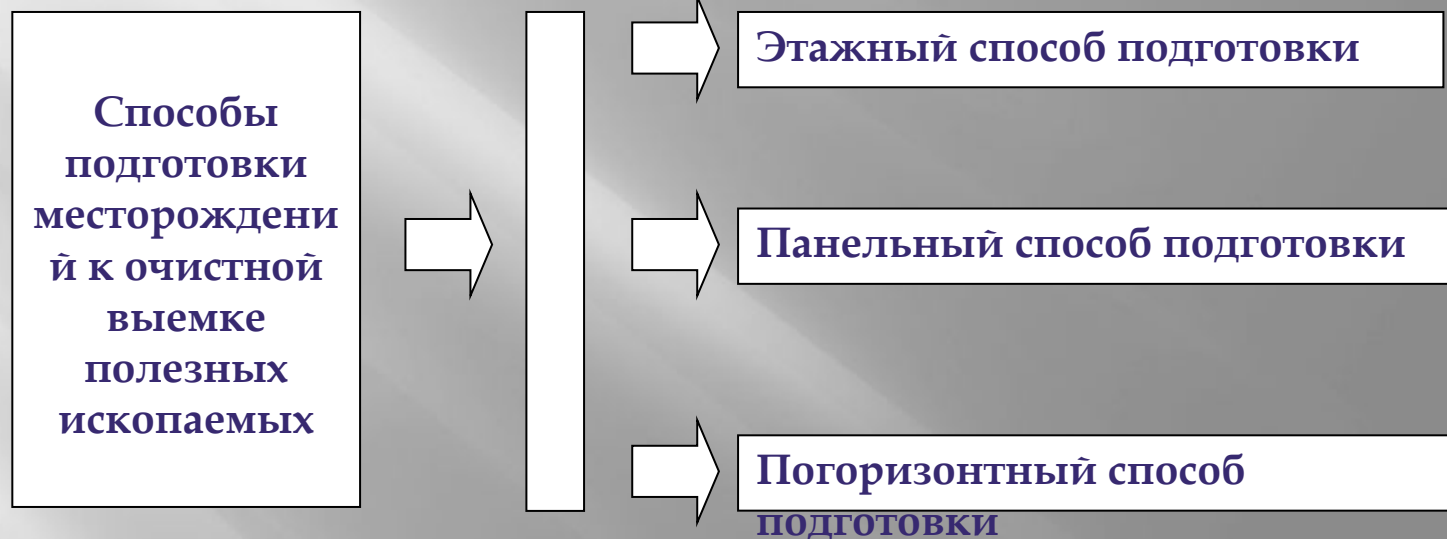 Способы
подготовки
месторождени
й к очистной
выемке
полезных
ископаемых
Этажный способ подготовки
Панельный способ подготовки
Погоризонтный способ
подготовки